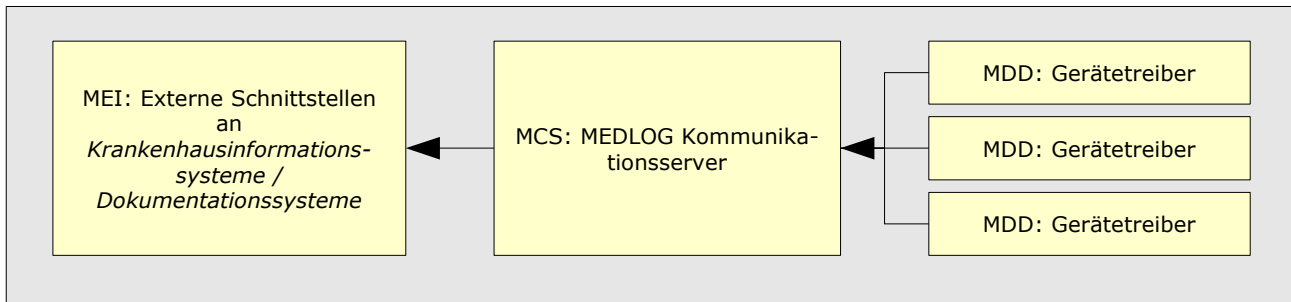 MEI: Externe Schnittstellen
an
Krankenhausinformations-
systeme /
Dokumentationssysteme
MCS: MEDLOG Kommunika-
tionsserver
MDD: Gerätetreiber
MDD: Gerätetreiber
MDD: Gerätetreiber